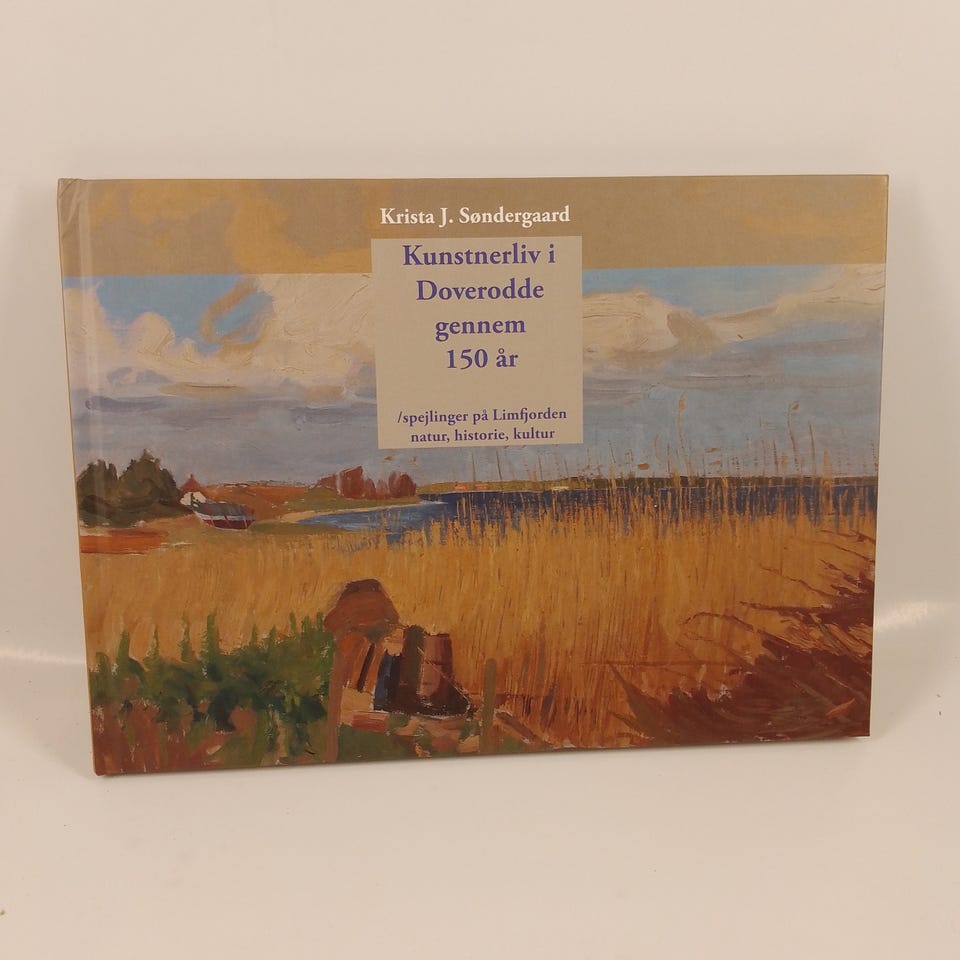 Krista J. Søndergaard
Kunstnerliv i
Doverodde
gennem
150 år
/spejlinger på Limfjorden
natur, historie, kultur